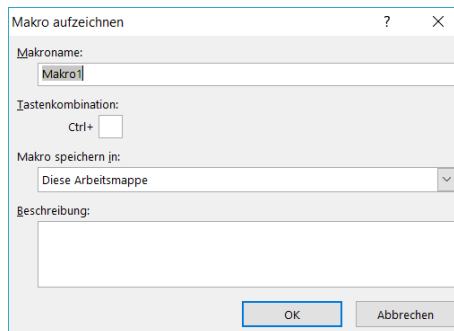 Makro aufzeichnen ? ×
Makroname:
Makro1
Tastenkombination:
Ctrl+
Makro speichern in:
Diese Arbeitsmappe
Beschreibung:
OK Abbrechen